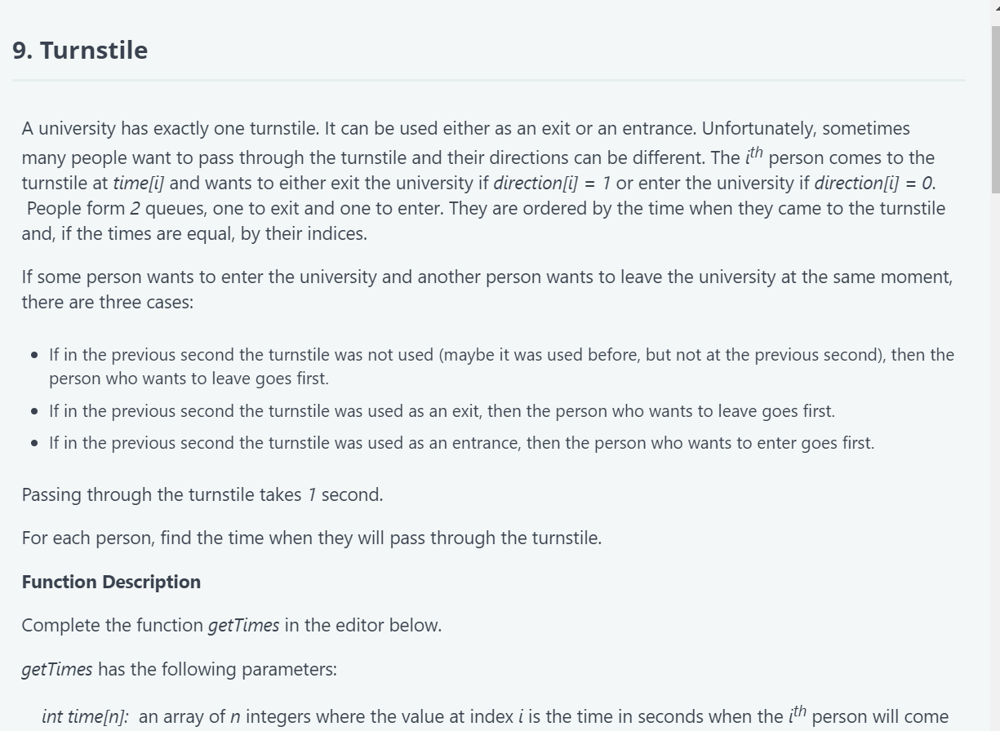 9. Turnstile
A university has exactly one turnstile. It can be used either as an exit or an entrance. Unfortunately, sometimes
many people want to pass through the turnstile and their directions can be different. The ith person comes to the
turnstile at time[i] and wants to either exit the university if direction[i] = 1 or enter the university if direction[i] = 0.
People form 2 queues, one to exit and one to enter. They are ordered by the time when they came to the turnstile
and, if the times are equal, by their indices.
If some person wants to enter the university and another person wants to leave the university at the same moment,
there are three cases:
• If in the previous second the turnstile was not used (maybe it was used before, but not at the previous second), then the
person who wants to leave goes first.
• If in the previous second the turnstile was used as an exit, then the person who wants to leave goes first.
• If in the previous second the turnstile was used as an entrance, then the person who wants to enter goes first.
Passing through the turnstile takes 1 second.
For each person, find the time when they will pass through the turnstile.
Function Description
Complete the function getTimes in the editor below.
getTimes has the following parameters:
int time[n]: an array of n integers where the value at index i is the time in seconds when the ith person will come